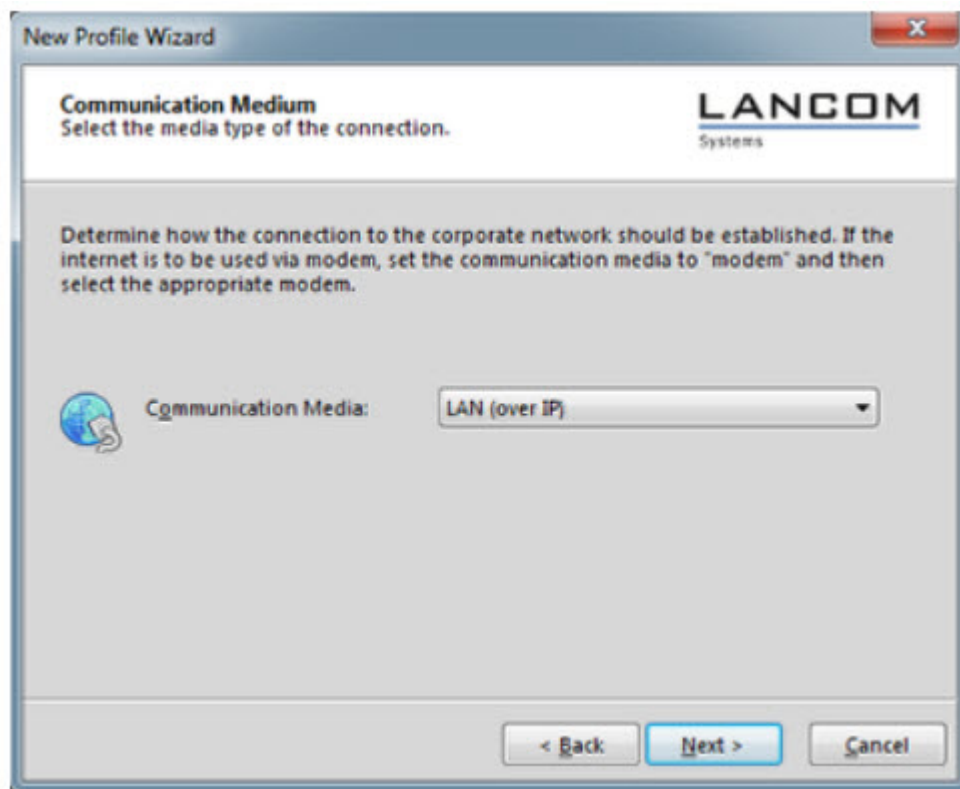 New Profile Wizard
Communication Medium
Select the media type of the connection.
LANCOM
Systems
Determine how the connection to the corporate network should be established. If the
internet is to be used via modem, set the communication media to "modem" and then
select the appropriate modem.
Communication Media:
LAN (over IP)
< Back
Next >
Cancel